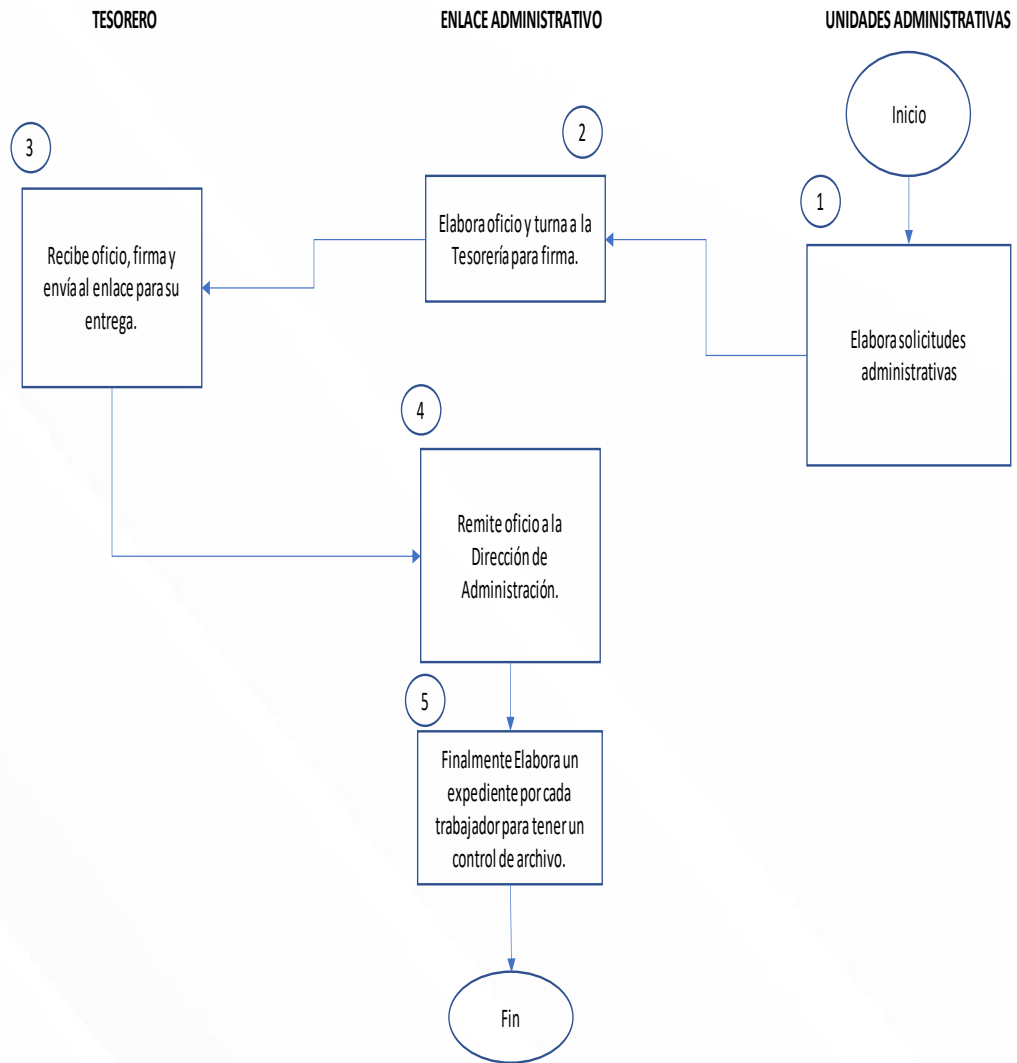 TESORERO
ENLACE ADMINISTRATIVO
UNIDADES ADMINISTRATIVAS
Inicio
1
Elabora solicitudes
administrativas
2
Elabora oficio y turna a la
Tesorería para firma.
3
Recibe oficio, firma y
envía al enlace para su
entrega.
4
Remite oficio a la
Dirección de
Administración.
5
Finalmente Elabora un
expediente por cada
trabajador para tener un
control de archivo.
Fin